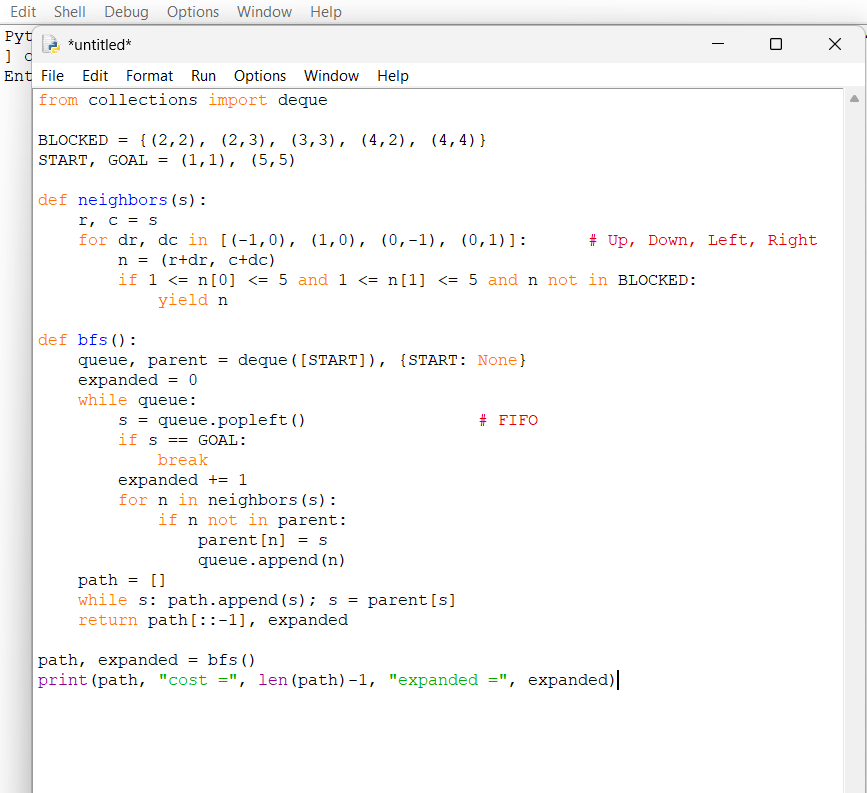 Edit Shell Debug Options Window Help
Pyt
] c
Ent
*untitled*
File Edit Format Run Options Window Help
from collections import deque

BLOCKED = {(2,2), (2,3), (3,3), (4,2), (4,4)}
START, GOAL = (1,1), (5,5)

def neighbors(s):
    r, c = s
    for dr, dc in [(-1,0), (1,0), (0,-1), (0,1)]:      # Up, Down, Left, Right
        n = (r+dr, c+dc)
        if 1 <= n[0] <= 5 and 1 <= n[1] <= 5 and n not in BLOCKED:
            yield n

def bfs():
    queue, parent = deque([START]), {START: None}
    expanded = 0
    while queue:
        s = queue.popleft()                 # FIFO
        if s == GOAL:
            break
        expanded += 1
        for n in neighbors(s):
            if n not in parent:
                parent[n] = s
                queue.append(n)
    path = []
    while s: path.append(s); s = parent[s]
    return path[::-1], expanded

path, expanded = bfs()
print(path, "cost =", len(path)-1, "expanded =", expanded)